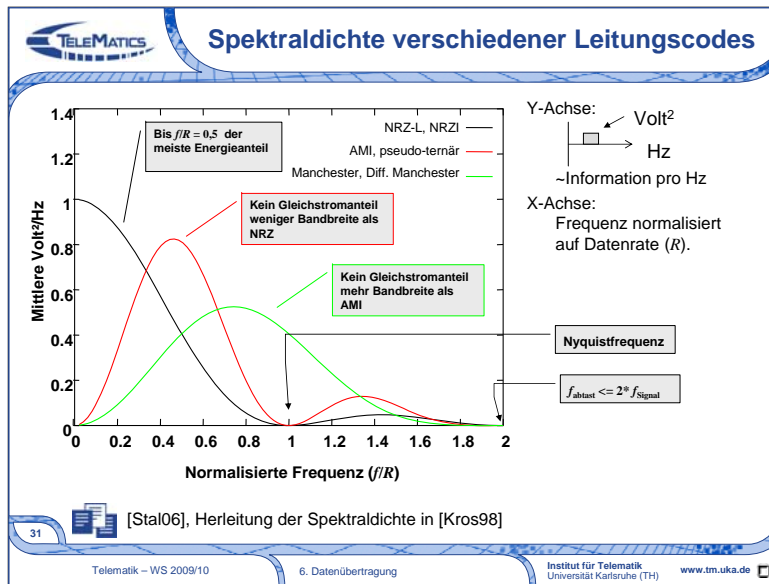 TELEMATICS
Spektraldichte verschiedener Leitungscodes
1.4
1.2
1
0.8
0.6
0.4
0.2
0
Mittlere Volt²/Hz
Bis f/R = 0,5 der
meiste Energieanteil
NRZ-L, NRZI
AMI, pseudo-ternär
Manchester, Diff. Manchester
Kein Gleichstromanteil
weniger Bandbreite als
NRZ
Kein Gleichstromanteil
mehr Bandbreite als
AMI
0 0.2 0.4 0.6 0.8 1 1.2 1.4 1.6 1.8 2
Normalisierte Frequenz (f/R)
Y-Achse:
Volt²
Hz
~Information pro Hz
X-Achse:
Frequenz normalisiert
auf Datenrate (R).
Nyquistfrequenz
f_abtast <= 2* f_Signal
[Stal06], Herleitung der Spektraldichte in [Kros98]
31
Telematik – WS 2009/10
6. Datenübertragung
Institut für Telematik
Universität Karlsruhe (TH)
www.tm.uka.de